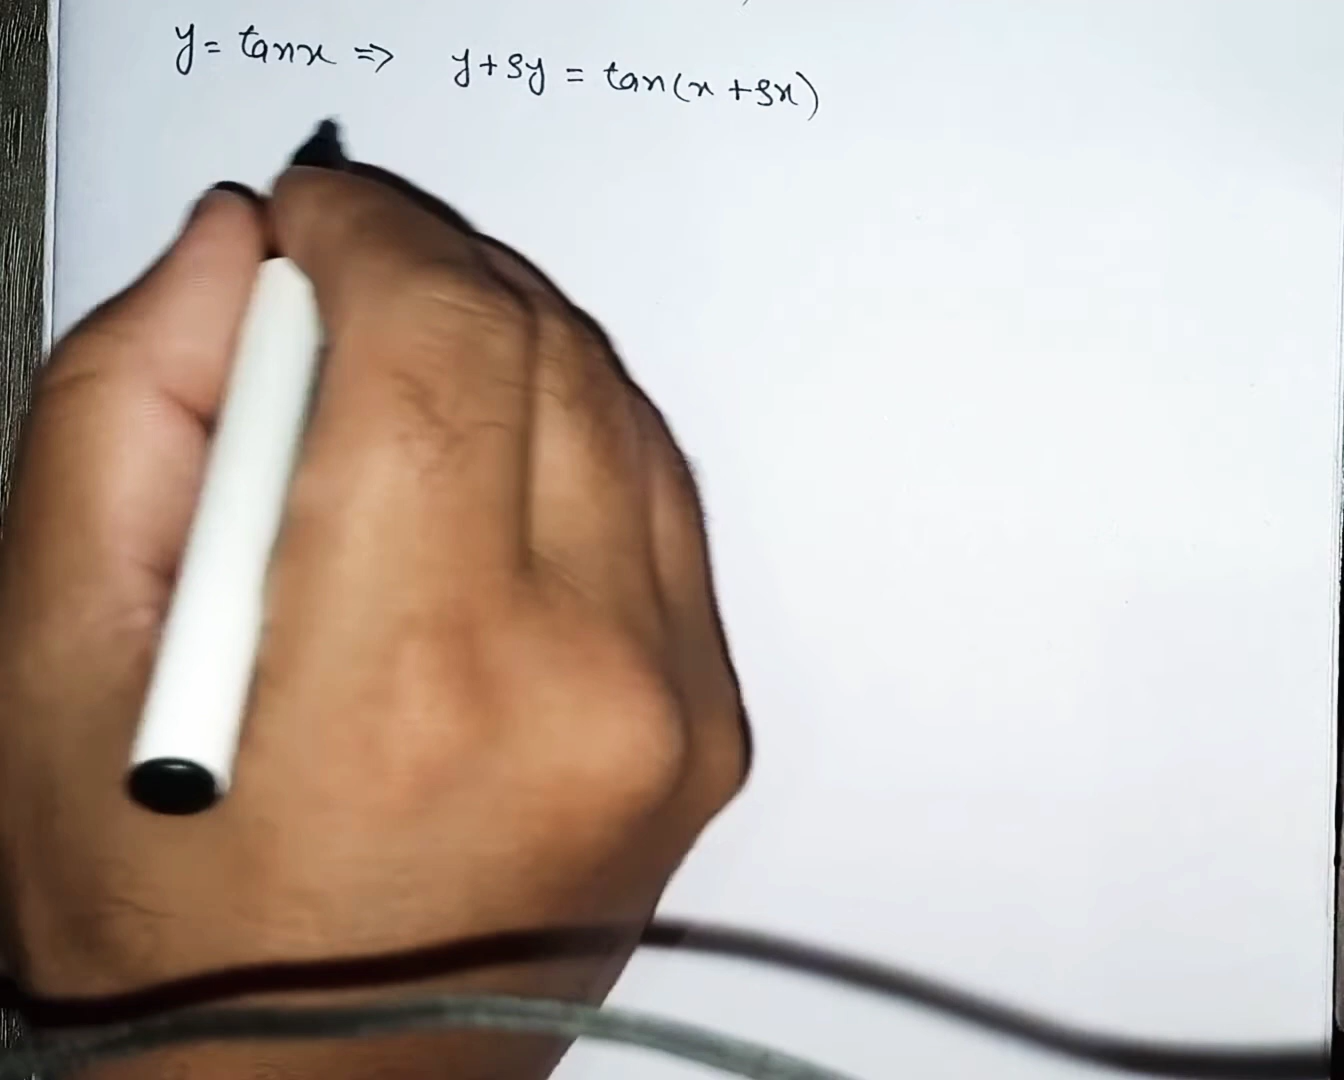 y = tanx ⇒ y+δy = tan(x+δx)